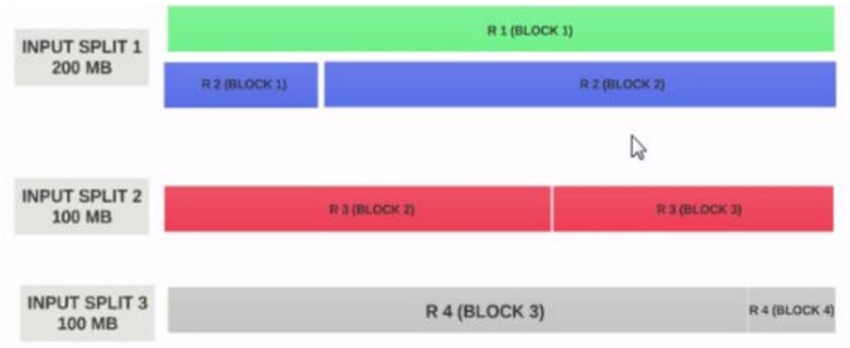 INPUT SPLIT 1
200 MB
R 1 (BLOCK 1)
R 2 (BLOCK 1)
R 2 (BLOCK 2)
INPUT SPLIT 2
100 MB
R 3 (BLOCK 2)
R 3 (BLOCK 3)
INPUT SPLIT 3
100 MB
R 4 (BLOCK 3)
R 4 (BLOCK 4)